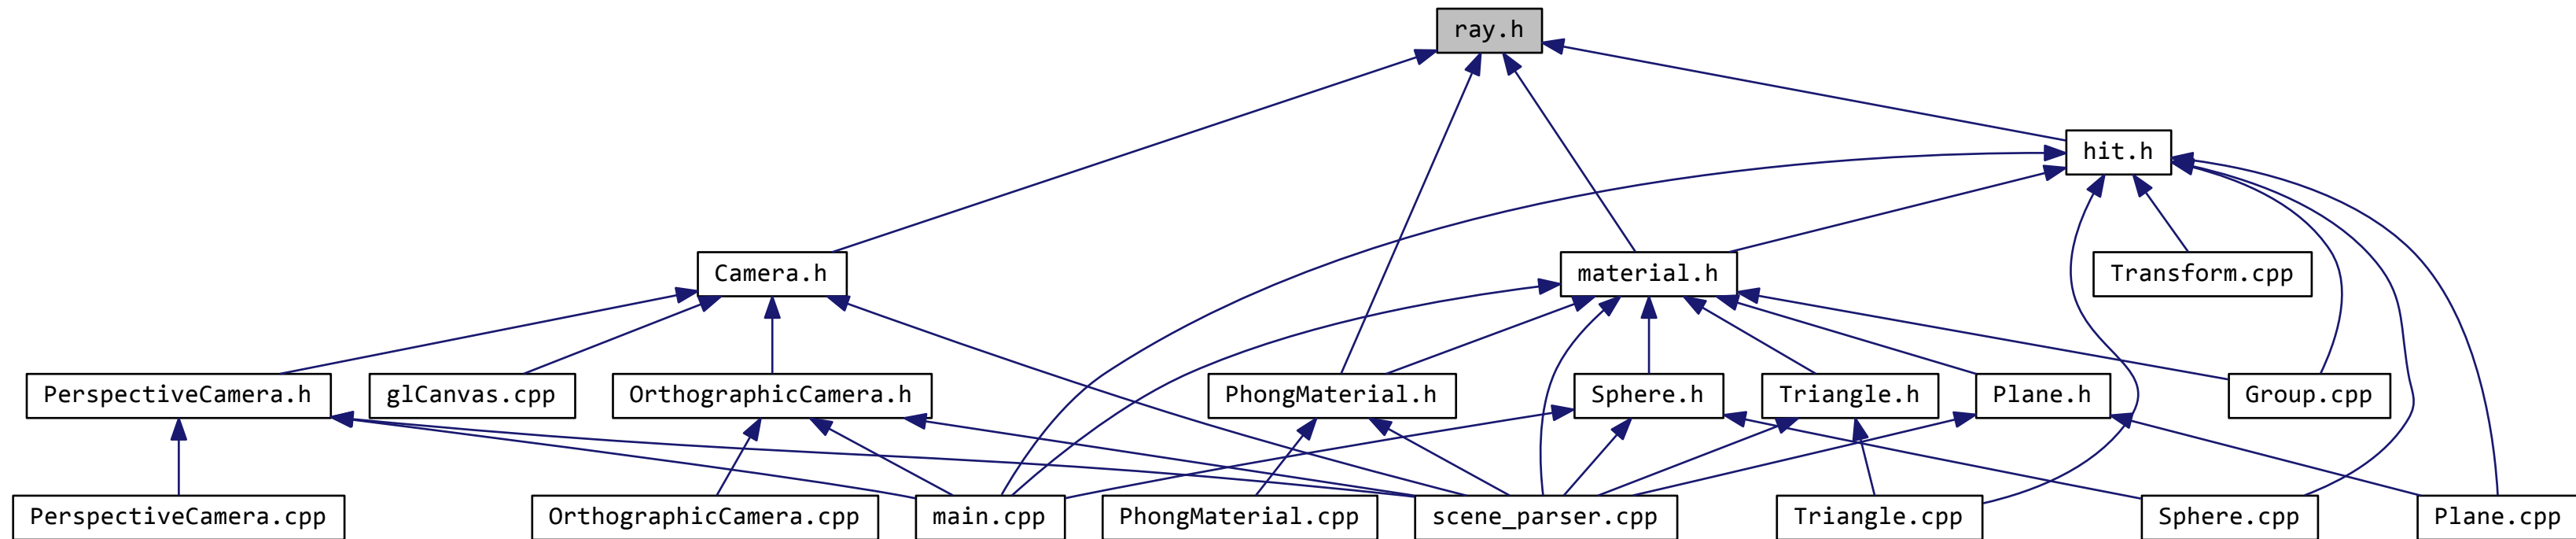 ray.h
hit.h
Camera.h
material.h
Transform.cpp
PerspectiveCamera.h
glCanvas.cpp
OrthographicCamera.h
PhongMaterial.h
Sphere.h
Triangle.h
Plane.h
Group.cpp
PerspectiveCamera.cpp
OrthographicCamera.cpp
main.cpp
PhongMaterial.cpp
scene_parser.cpp
Triangle.cpp
Sphere.cpp
Plane.cpp